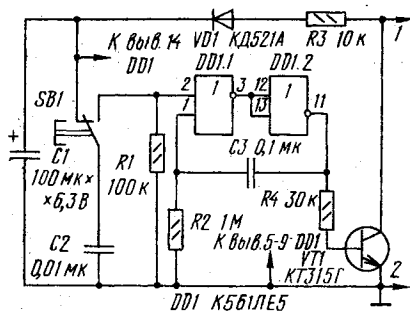 К выв.14
DD1
VD1 КД521А
R3 10 к
1
DD1.1
DD1.2
SB1
2
1
1
3
12
13
1
11
C1
100 мк×
×6,3 В
R1
100 к
C3 0,1 мк
R2 1М
R4 30 к
К выв.5-9 DD1
VT1
КТ315Г
C2
0,01 мк
2
DD1 К561ЛЕ5
+